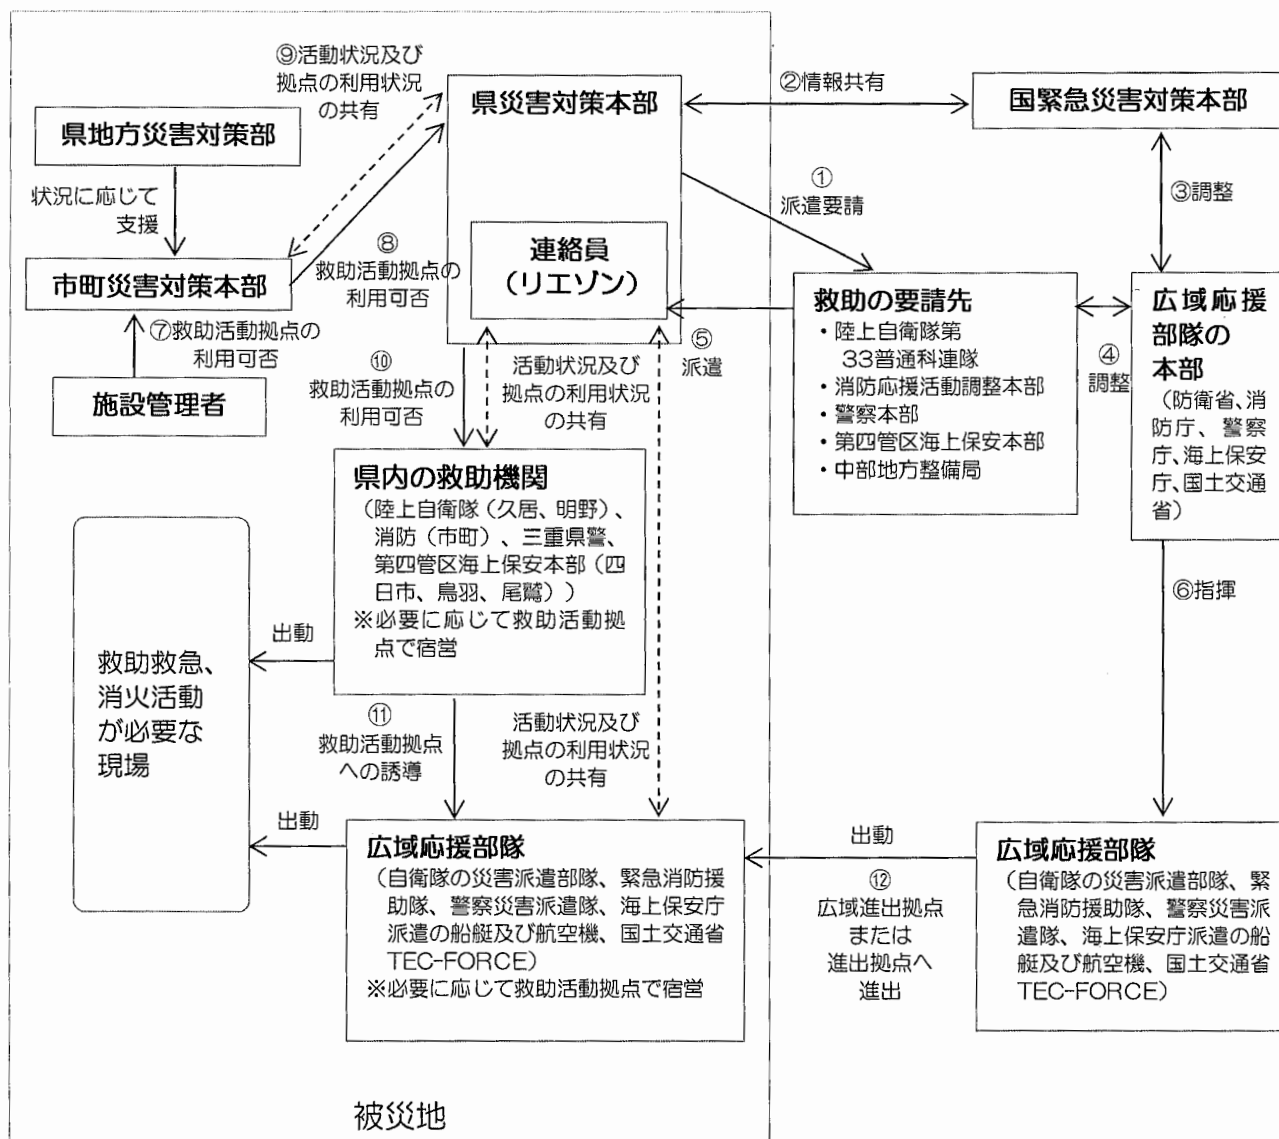 ⑨活動状況及び
拠点の利用状況
の共有
県災害対策本部
②情報共有
国緊急災害対策本部
県地方災害対策部
状況に応じて
支援
①
派遣要請
③調整
連絡員
（リエゾン）
⑧
救助活動拠点の
利用可否
市町災害対策本部
⑦救助活動拠点の
利用可否
施設管理者
救助の要請先
・陸上自衛隊第
33普通科連隊
・消防応援活動調整本部
・警察本部
・第四管区海上保安本部
・中部地方整備局
④
調整
広域応援
部隊の
本部
（防衛省、消
防庁、警察
庁、海上保安
庁、国土交通
省）
⑤
派遣
⑩
救助活動拠点の
利用可否
活動状況及び
拠点の利用状況
の共有
県内の救助機関
（陸上自衛隊（久居、明野）、
消防（市町）、三重県警、
第四管区海上保安本部（四
日市、鳥羽、尾鷲））
※必要に応じて救助活動拠
点で宿営
⑥指揮
出動
救助救急、
消火活動
が必要な
現場
⑪
救助活動拠点
への誘導
活動状況及び
拠点の利用状況
の共有
出動
広域応援部隊
（自衛隊の災害派遣部隊、緊急消防援
助隊、警察災害派遣隊、海上保安庁
派遣の船艇及び航空機、国土交通省
TEC-FORCE）
※必要に応じて救助活動拠点で宿営
出動
⑫
広域進出拠点
または
進出拠点へ
進出
広域応援部隊
（自衛隊の災害派遣部隊、緊
急消防援助隊、警察災害派
遣隊、海上保安庁派遣の船
艇及び航空機、国土交通省
TEC-FORCE）
被災地